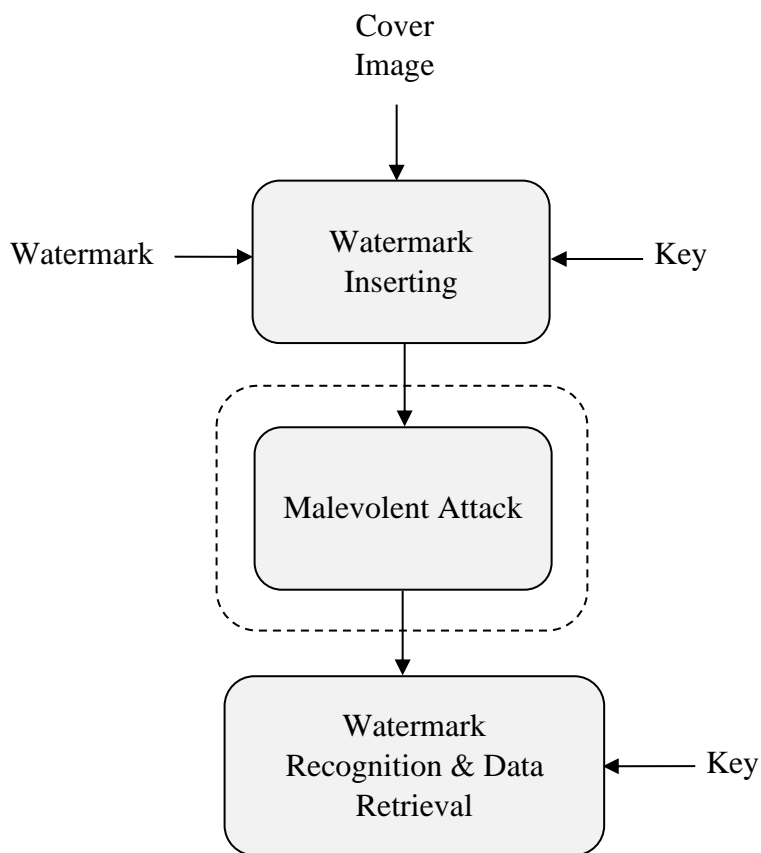 Cover
Image
Watermark
Watermark
Inserting
Key
Malevolent Attack
Watermark
Recognition & Data
Retrieval
Key